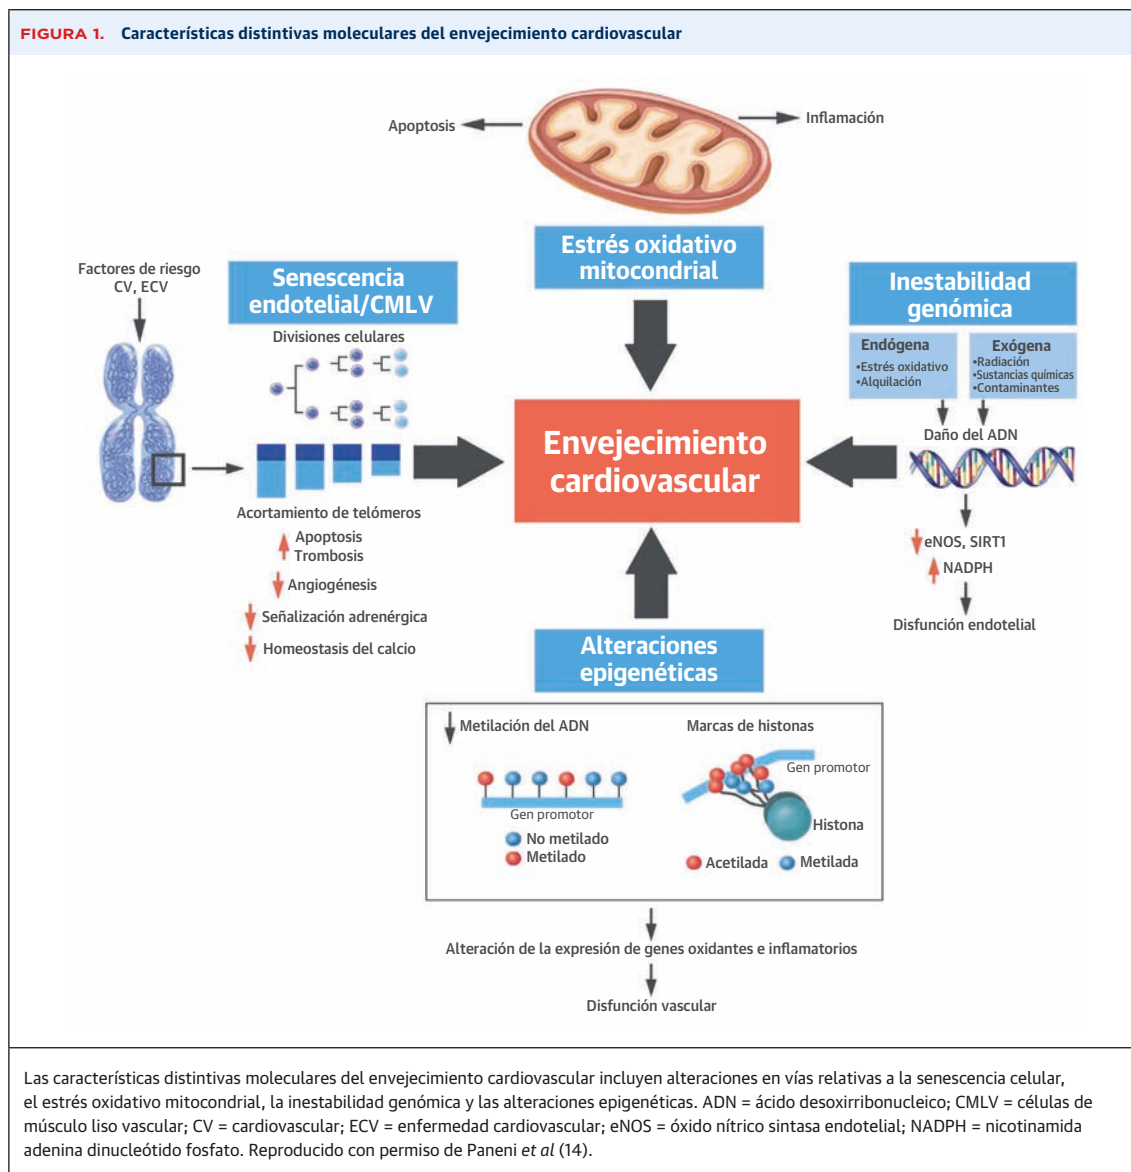 FIGURA 1. Características distintivas moleculares del envejecimiento cardiovascular
Apoptosis
Inflamación
Estrés oxidativo
mitocondrial
Factores de riesgo
CV, ECV
Senescencia
endotelial/CMLV
Divisiones celulares
Acortamiento de telómeros
Apoptosis
Trombosis
Angiogénesis
Señalización adrenérgica
Homeostasis del calcio
Envejecimiento
cardiovascular
Inestabilidad
genómica
Endógena
•Estrés oxidativo
•Alquilación
Exógena
•Radiación
•Sustancias químicas
•Contaminantes
Daño del ADN
eNOS, SIRT1
NADPH
Disfunción endotelial
Alteraciones
epigenéticas
Metilación del ADN
Gen promotor
No metilado
Metilado
Marcas de histonas
Gen promotor
Histona
Acetilada
Metilada
Alteración de la expresión de genes oxidantes e inflamatorios
Disfunción vascular
Las características distintivas moleculares del envejecimiento cardiovascular incluyen alteraciones en vías relativas a la senescencia celular,
el estrés oxidativo mitocondrial, la inestabilidad genómica y las alteraciones epigenéticas. ADN = ácido desoxirribonucleico; CMLV = células de
músculo liso vascular; CV = cardiovascular; ECV = enfermedad cardiovascular; eNOS = óxido nítrico sintasa endotelial; NADPH = nicotinamida
adenina dinucleótido fosfato. Reproducido con permiso de Paneni et al (14).